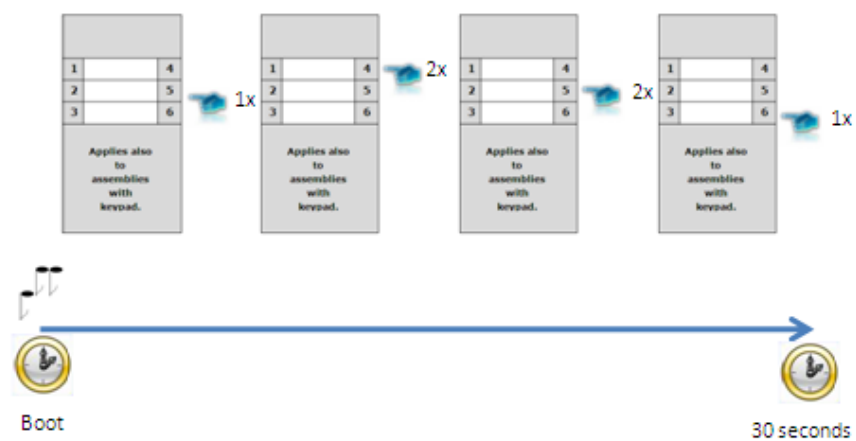 1 4
2 5
3 6
Applies also
to
assemblies
with
keypad.
1x
1 4
2 5
3 6
Applies also
to
assemblies
with
keypad.
2x
1 4
2 5
3 6
Applies also
to
assemblies
with
keypad.
2x
1 4
2 5
3 6
Applies also
to
assemblies
with
keypad.
1x
Boot
30 seconds